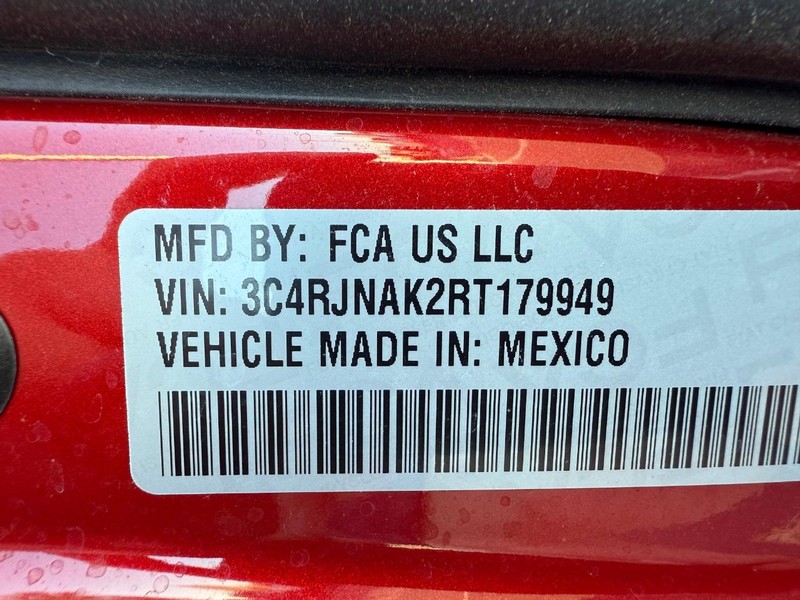 MFD BY: FCA US LLC
VIN: 3C4RJNAK2RT179949
VEHICLE MADE IN: MEXICO